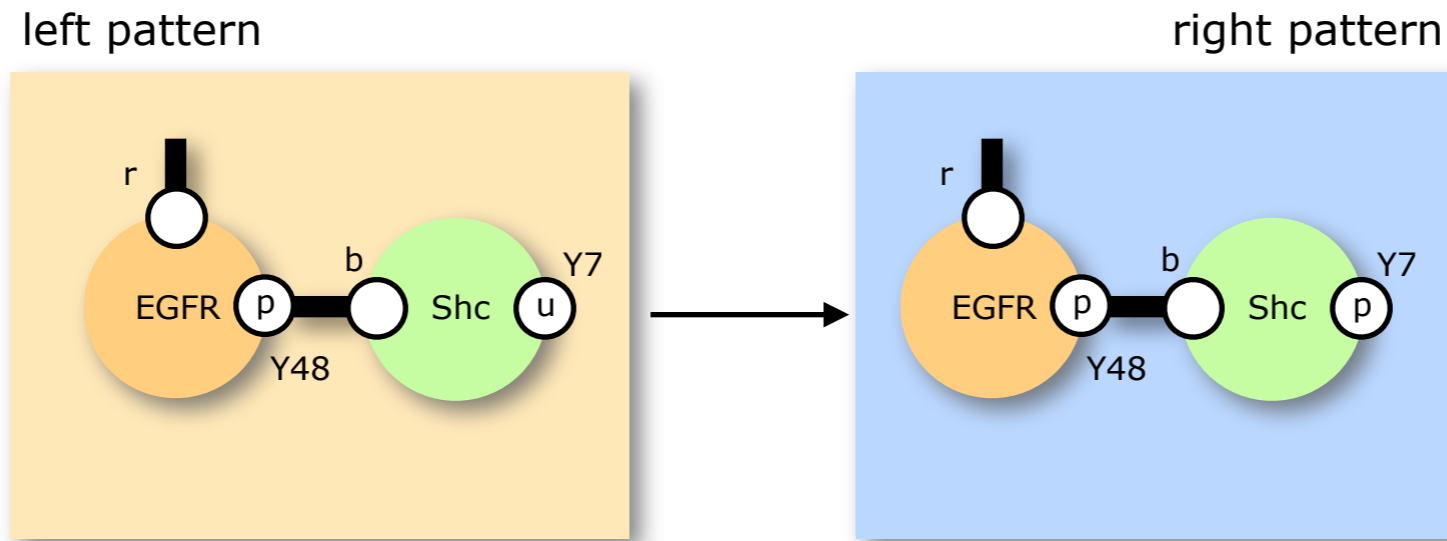 left pattern
right pattern
r
b
Y7
EGFR
p
Shc
u
Y48
r
b
Y7
EGFR
p
Shc
p
Y48